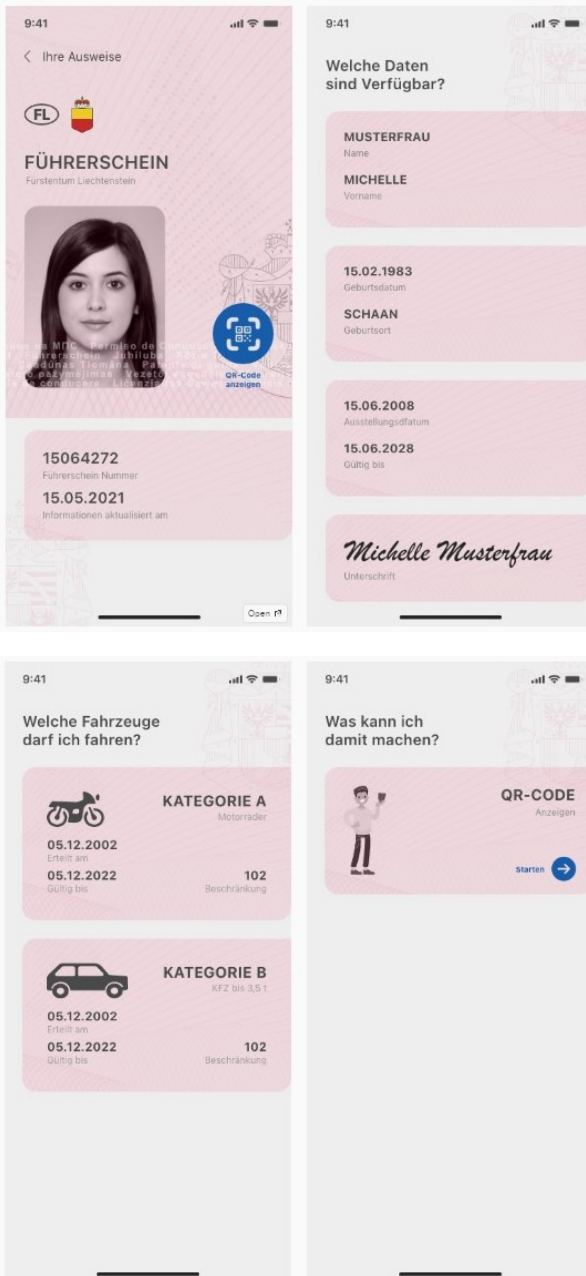 9:41
Ihre Ausweise
FL
FÜHRERSCHEIN
Fürstentum Liechtenstein
QR-Code
anzeigen
15064272
Führerschein Nummer
15.05.2021
Informationen aktualisiert am
Open
9:41
Welche Daten
sind Verfügbar?
MUSTERFRAU
Name
MICHELLE
Vorname
15.02.1983
Geburtsdatum
SCHAAN
Geburtsort
15.06.2008
Ausstellungsdfatum
15.06.2028
Gültig bis
Michelle Musterfrau
Unterschrift
9:41
Welche Fahrzeuge
darf ich fahren?
KATEGORIE A
Motorrader
05.12.2002
Erteilt am
05.12.2022
Gültig bis
102
Beschränkung
KATEGORIE B
KFZ bis 3,5 t
05.12.2002
Erteilt am
05.12.2022
Gültig bis
102
Beschränkung
9:41
Was kann ich
damit machen?
QR-CODE
Anzeigen
Starten